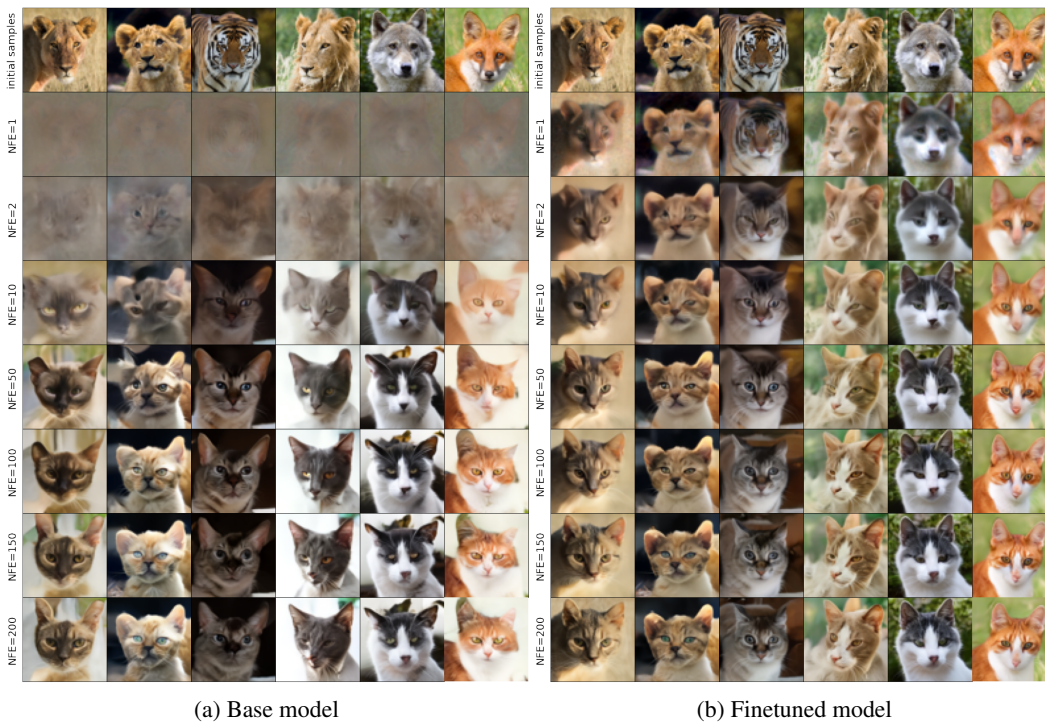 initial samples
NFE=1
NFE=2
NFE=10
NFE=50
NFE=100
NFE=150
NFE=200
(a) Base model
initial samples
NFE=1
NFE=2
NFE=10
NFE=50
NFE=100
NFE=150
NFE=200
(b) Finetuned model